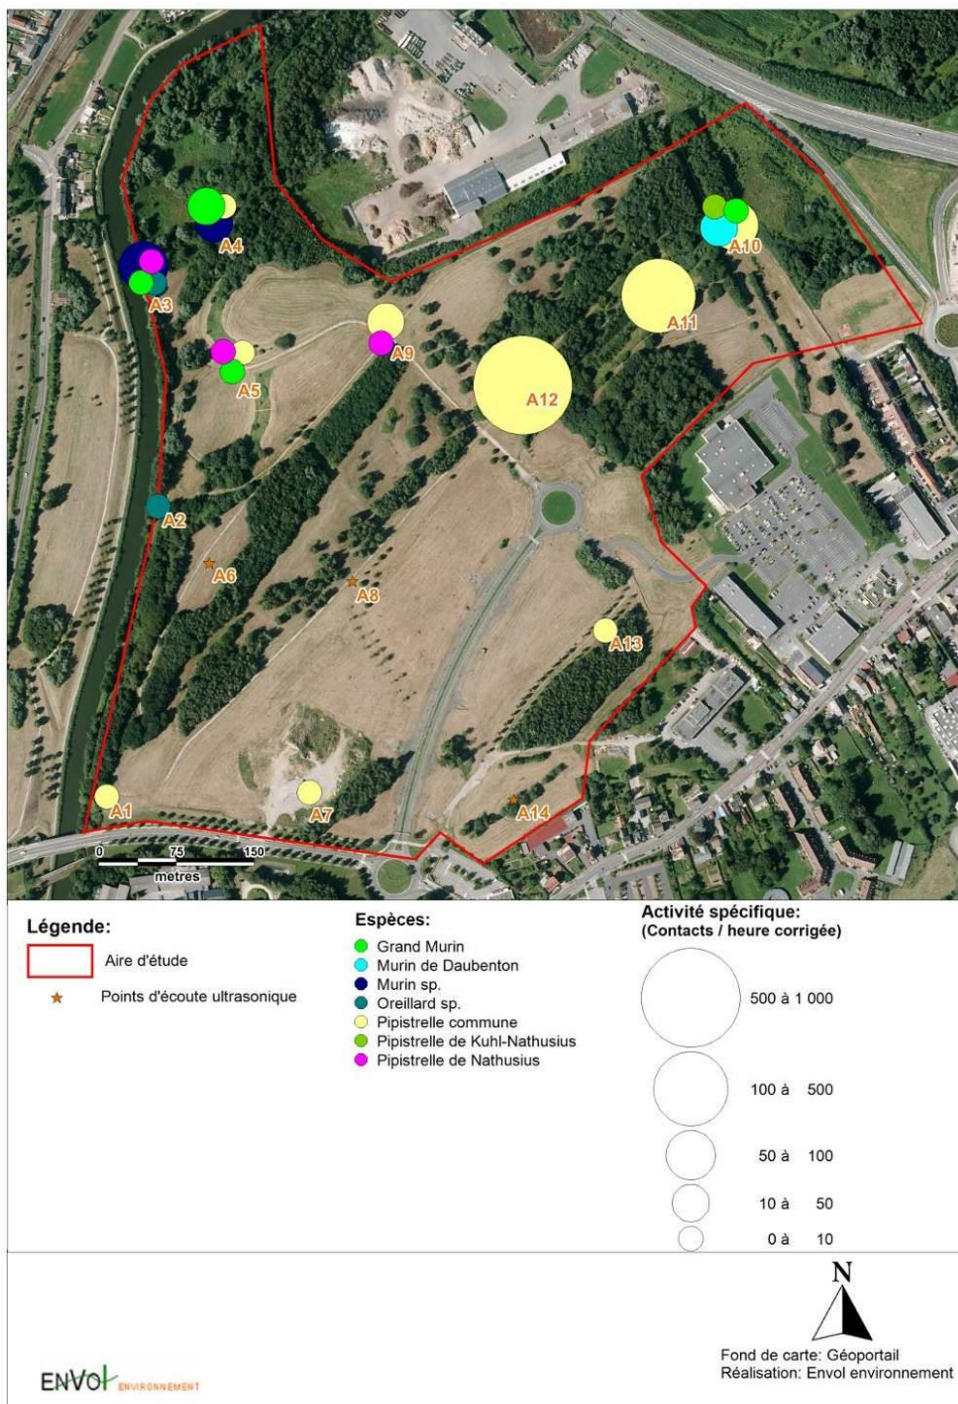 A4
A10
A3
A11
A9
A5
A12
A2
A6
A8
A13
A1
A7
A14
0 75 150
metres
Légende:
Aire d'étude
Points d'écoute ultrasonique
Espèces:
Grand Murin
Murin de Daubenton
Murin sp.
Oreillard sp.
Pipistrelle commune
Pipistrelle de Kuhl-Nathusius
Pipistrelle de Nathusius
Activité spécifique:
(Contacts / heure corrigée)
500 à 1 000
100 à 500
50 à 100
10 à 50
0 à 10
N
Fond de carte: Géoportail
Réalisation: Envol environnement
ENVOl ENVIRONNEMENT